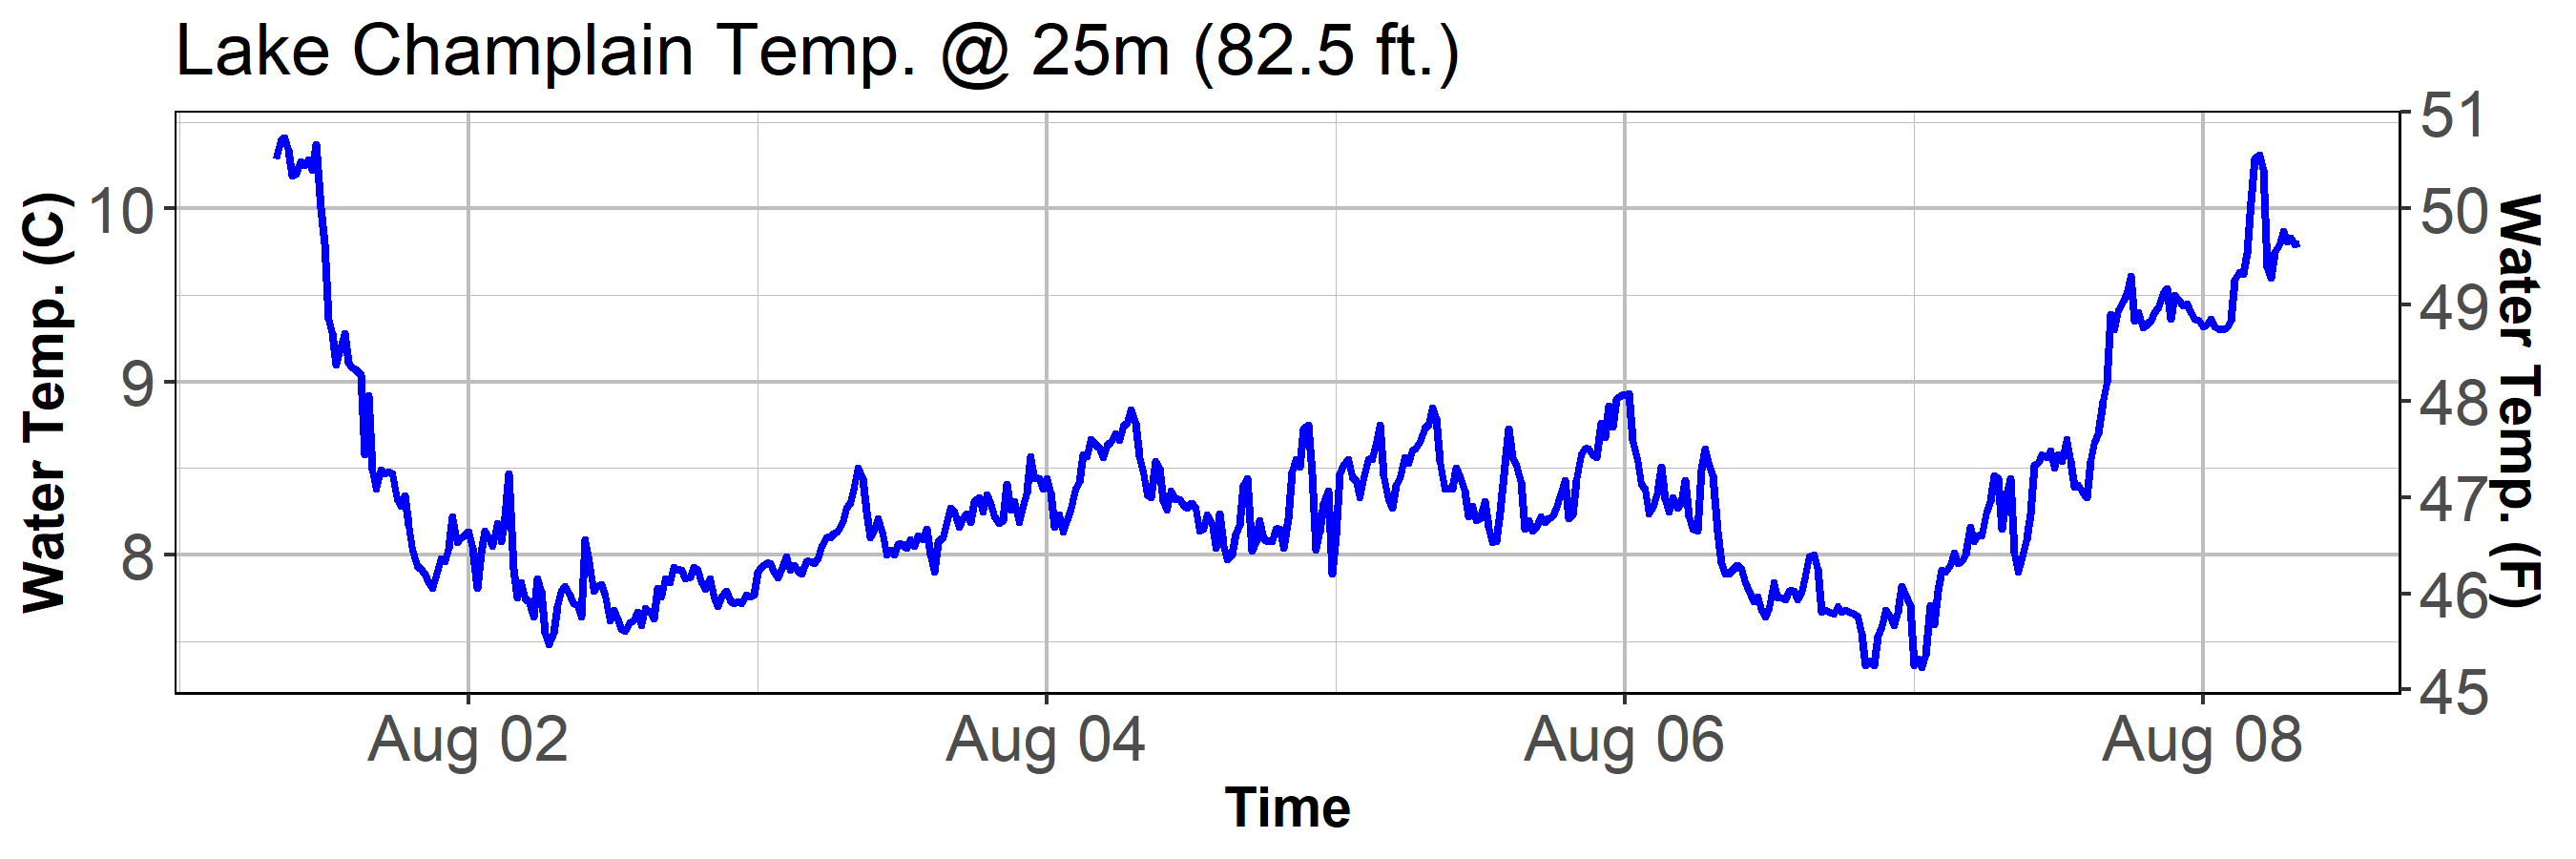 Lake Champlain Temp. @ 25m (82.5 ft.)
Water Temp. (C)
10
9
8
51
50
49
48
47
46
45
Water Temp. (F)
Aug 02 Aug 04 Aug 06 Aug 08
Time